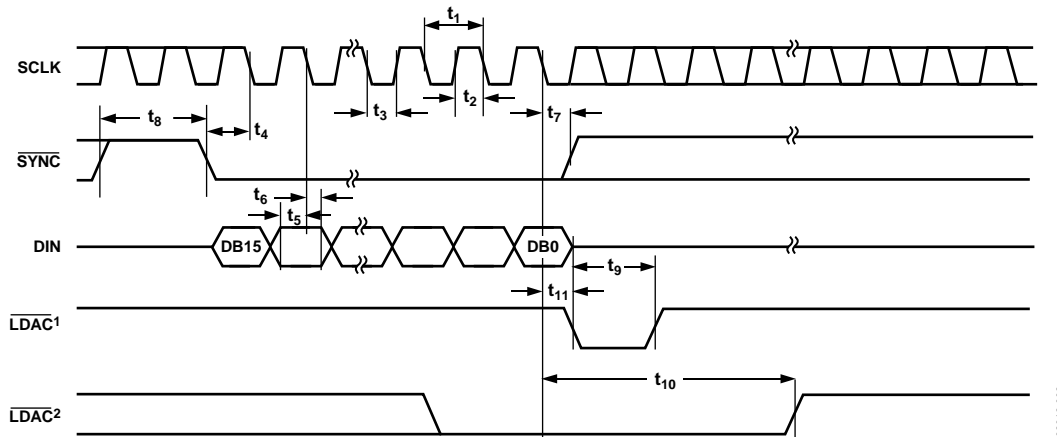 t1
SCLK
t2
t3
t8
t4
t7
SYNC
t6
t5
DIN
DB15
DB0
t9
t11
LDAC1
t10
LDAC2